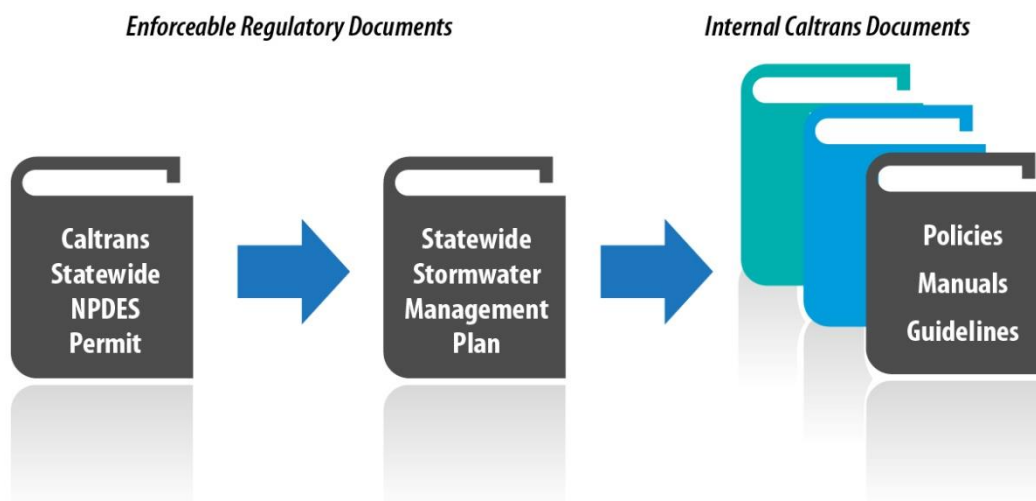 Enforceable Regulatory Documents
Internal Caltrans Documents
Caltrans
Statewide
NPDES
Permit
Statewide
Stormwater
Management
Plan
Policies
Manuals
Guidelines